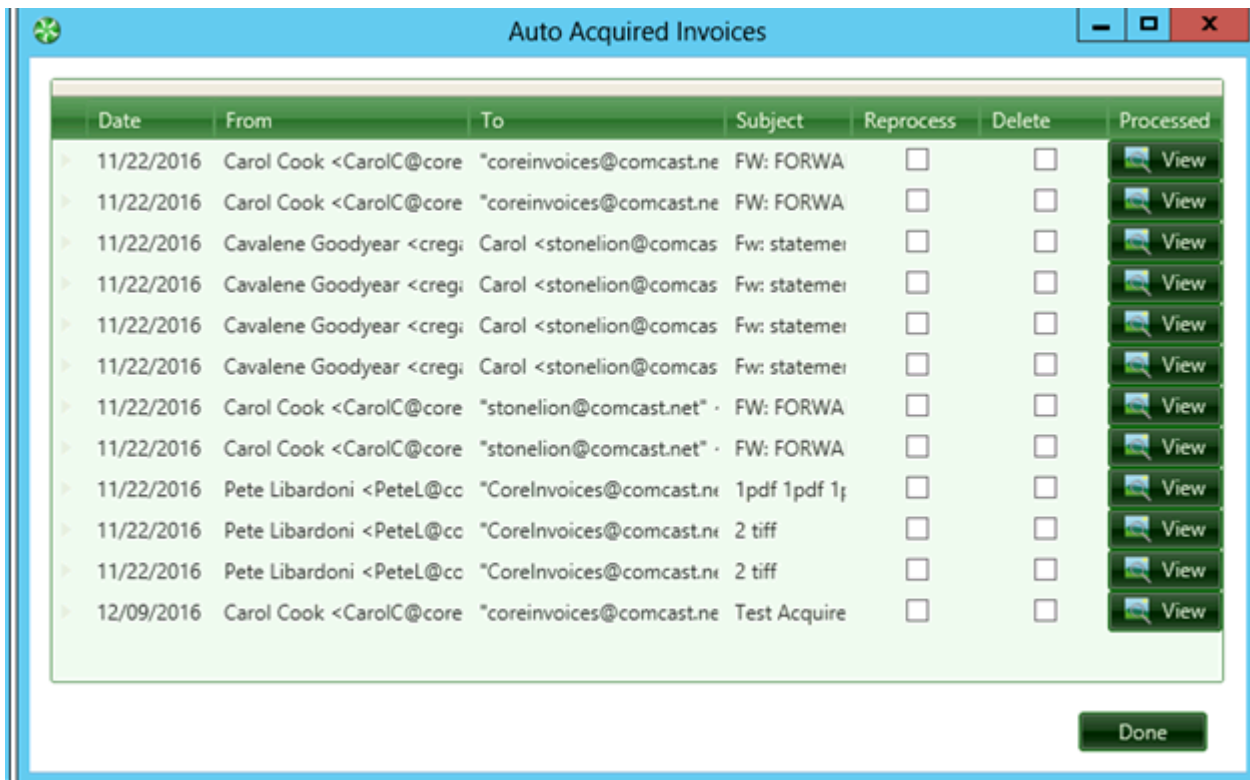 Auto Acquired Invoices
Date From To Subject Reprocess Delete Processed
11/22/2016 Carol Cook <CarolC@core "coreinvoices@comcast.ne FW: FORWA View
11/22/2016 Carol Cook <CarolC@core "coreinvoices@comcast.ne FW: FORWA View
11/22/2016 Cavalene Goodyear <crega Carol <stonelion@comcas Fw: statemer View
11/22/2016 Cavalene Goodyear <crega Carol <stonelion@comcas Fw: statemer View
11/22/2016 Cavalene Goodyear <crega Carol <stonelion@comcas Fw: statemer View
11/22/2016 Cavalene Goodyear <crega Carol <stonelion@comcas Fw: statemer View
11/22/2016 Carol Cook <CarolC@core "stonelion@comcast.net" FW: FORWA View
11/22/2016 Carol Cook <CarolC@core "stonelion@comcast.net" FW: FORWA View
11/22/2016 Pete Libardoni <PeteL@co "CoreInvoices@comcast.ne 1pdf 1pdf 1p View
11/22/2016 Pete Libardoni <PeteL@co "CoreInvoices@comcast.ne 2 tiff View
11/22/2016 Pete Libardoni <PeteL@co "CoreInvoices@comcast.ne 2 tiff View
12/09/2016 Carol Cook <CarolC@core "coreinvoices@comcast.ne Test Acquire View
Done